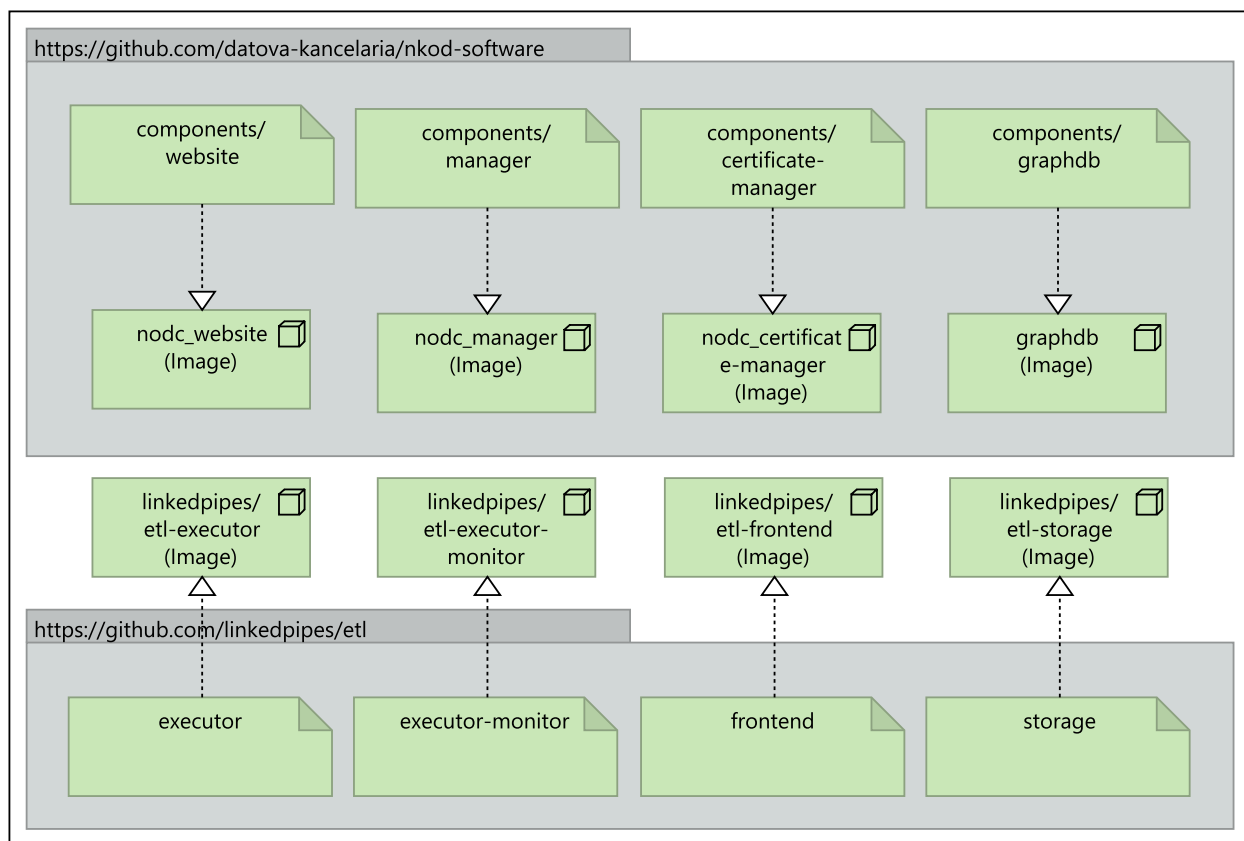 https://github.com/datova-kancelaria/nkod-software
components/
website
components/
manager
components/
certificate-
manager
components/
graphdb
nodc_website
(Image)
nodc_manager
(Image)
nodc_certificat
e-manager
(Image)
graphdb
(Image)
linkedpipes/
etl-executor
(Image)
linkedpipes/
etl-executor-
monitor
linkedpipes/
etl-frontend
(Image)
linkedpipes/
etl-storage
(Image)
https://github.com/linkedpipes/etl
executor
executor-monitor
frontend
storage